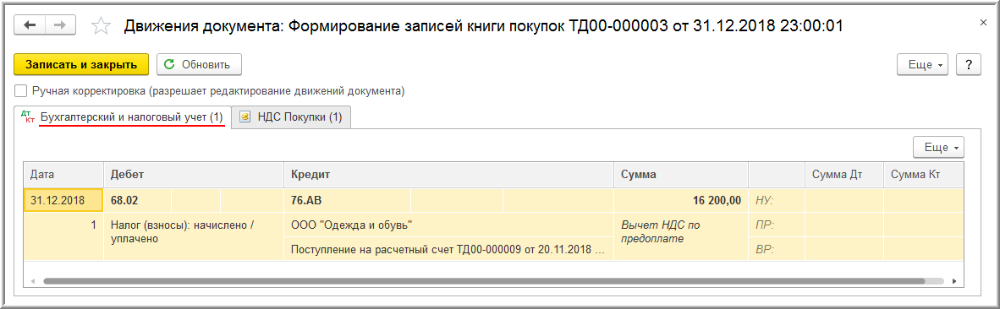 Движения документа: Формирование записей книги покупок ТД00-000003 от 31.12.2018 23:00:01
Записать и закрыть
Обновить
Еще
?
Ручная корректировка (разрешает редактирование движений документа)
Дт Кт Бухгалтерский и налоговый учет (1)
НДС Покупки (1)
Еще
Дата Дебет Кредит Сумма Сумма Дт Сумма Кт
31.12.2018 68.02 76.АВ 16 200,00 НУ:
1 Налог (взносы): начислено / ООО "Одежда и обувь" Вычет НДС по ПР:
уплачено предоплате
Поступление на расчетный счет ТД00-000009 от 20.11.2018 ... ВР: